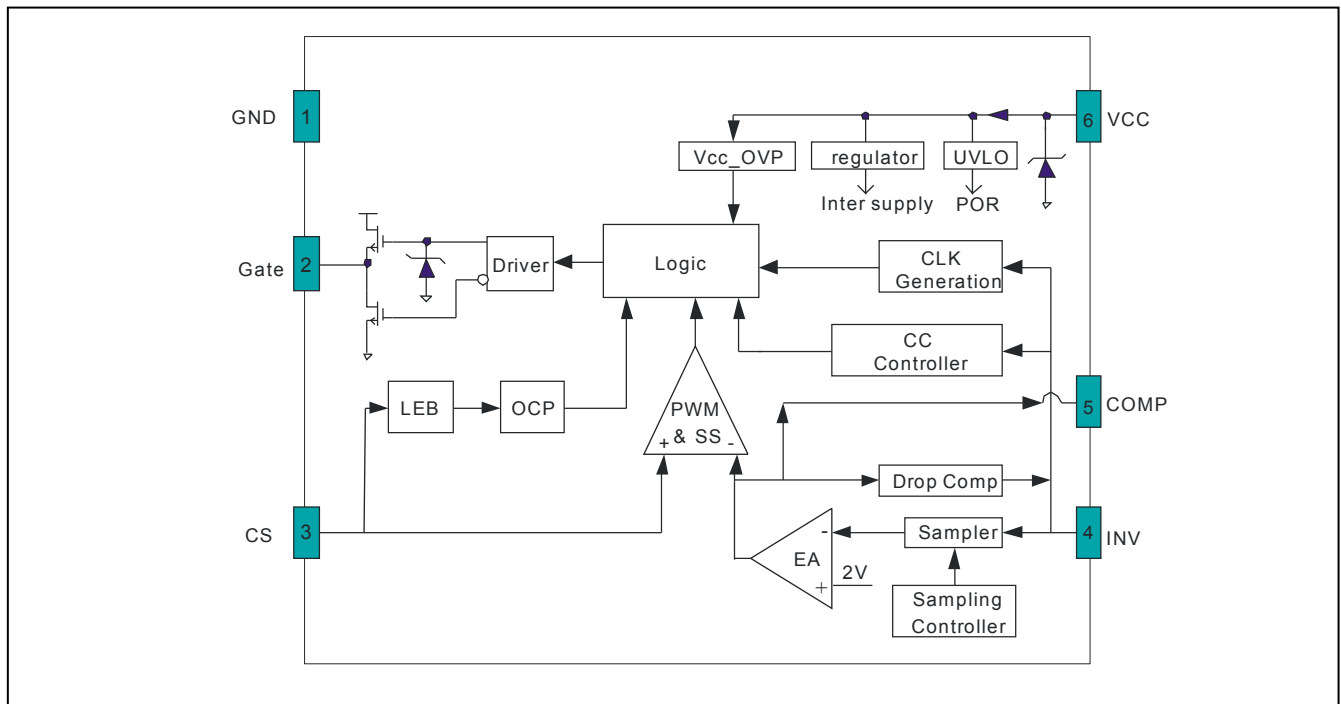 GND
1
6
VCC
Vcc_OVP
regulator
UVLO
Inter supply
POR
Gate
2
Driver
Logic
CLK
Generation
CC
Controller
LEB
OCP
PWM
& SS
+
-
5
COMP
Drop Comp
CS
3
EA
-
+
2V
Sampler
4
INV
Sampling
Controller